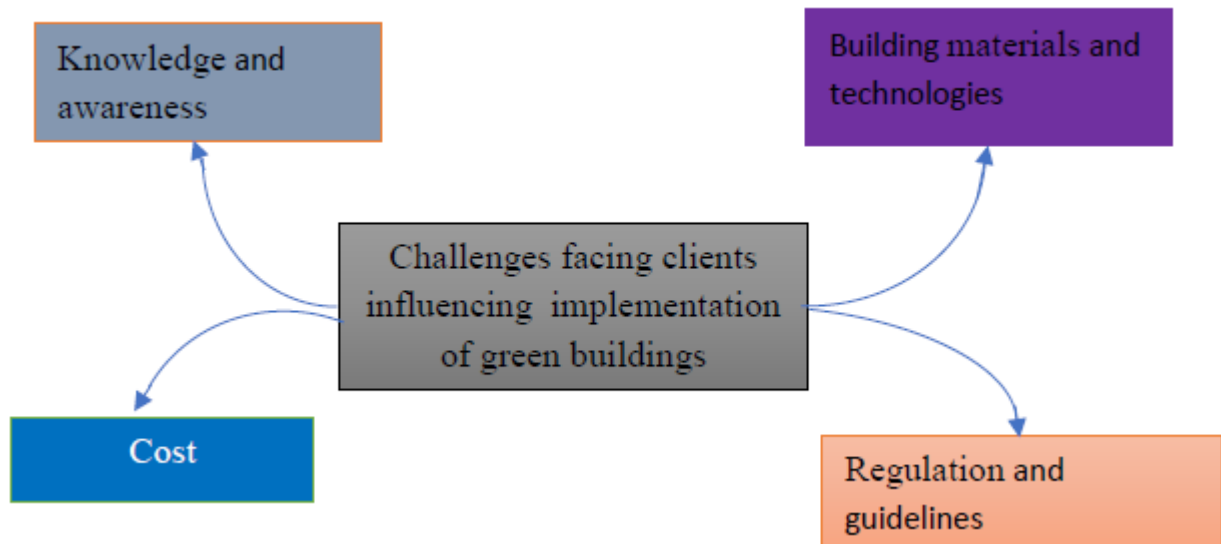 Knowledge and
awareness
Building materials and
technologies
Challenges facing clients
influencing implementation
of green buildings
Cost
Regulation and
guidelines